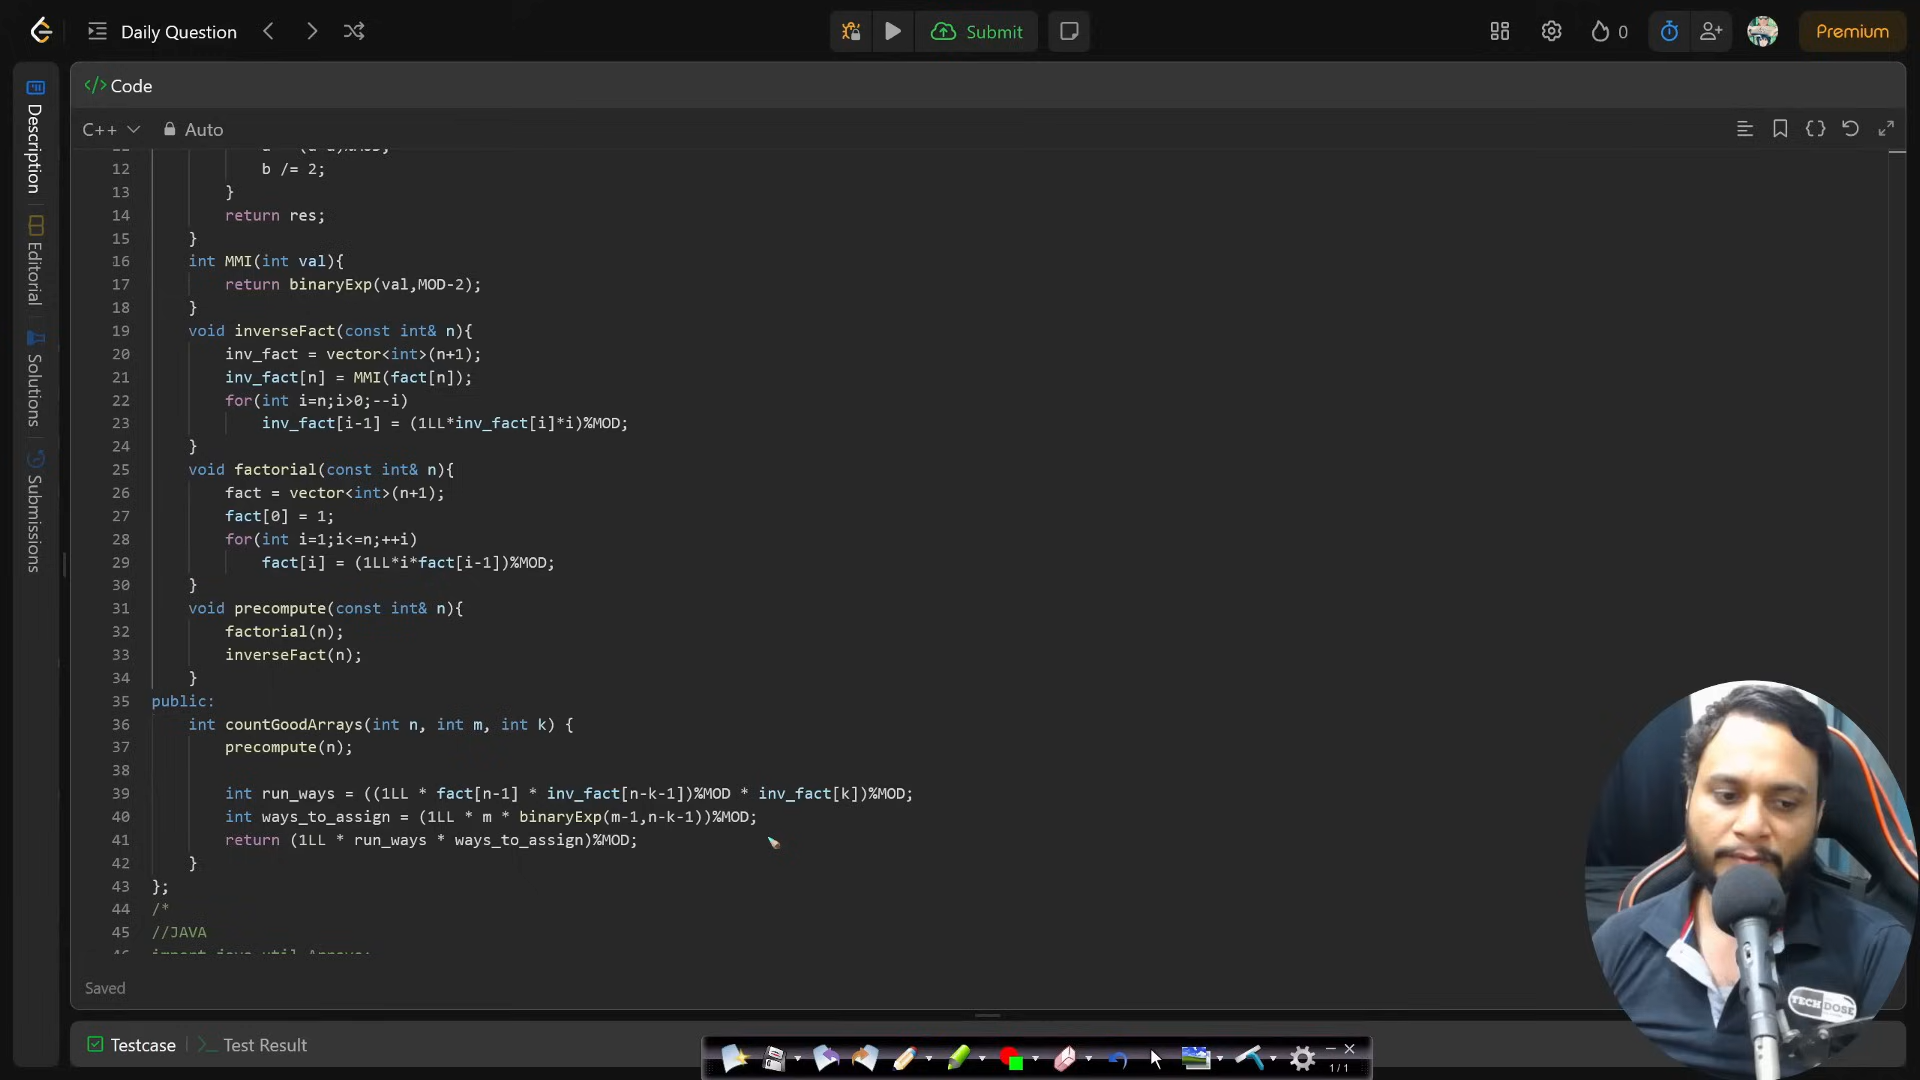 Daily Question
Submit
0
Premium
Description
Editorial
Solutions
Submissions
</> Code
C++
Auto
12 b /= 2;
13 }
14 return res;
15 }
16 int MMI(int val){
17 return binaryExp(val,MOD-2);
18 }
19 void inverseFact(const int& n){
20 inv_fact = vector<int>(n+1);
21 inv_fact[n] = MMI(fact[n]);
22 for(int i=n;i>0;--i)
23 inv_fact[i-1] = (1LL*inv_fact[i]*i)%MOD;
24 }
25 void factorial(const int& n){
26 fact = vector<int>(n+1);
27 fact[0] = 1;
28 for(int i=1;i<=n;++i)
29 fact[i] = (1LL*i*fact[i-1])%MOD;
30 }
31 void precompute(const int& n){
32 factorial(n);
33 inverseFact(n);
34 }
35 public:
36 int countGoodArrays(int n, int m, int k) {
37 precompute(n);
38
39 int run_ways = ((1LL * fact[n-1] * inv_fact[n-k-1])%MOD * inv_fact[k])%MOD;
40 int ways_to_assign = (1LL * m * binaryExp(m-1,n-k-1))%MOD;
41 return (1LL * run_ways * ways_to_assign)%MOD;
42 }
43 };
44 /*
45 //JAVA
Saved
Testcase
Test Result
1/1
TECH DOSE